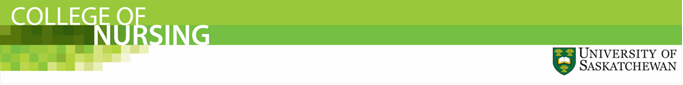 COLLEGE OF
NURSING
UNIVERSITY OF
SASKATCHEWAN